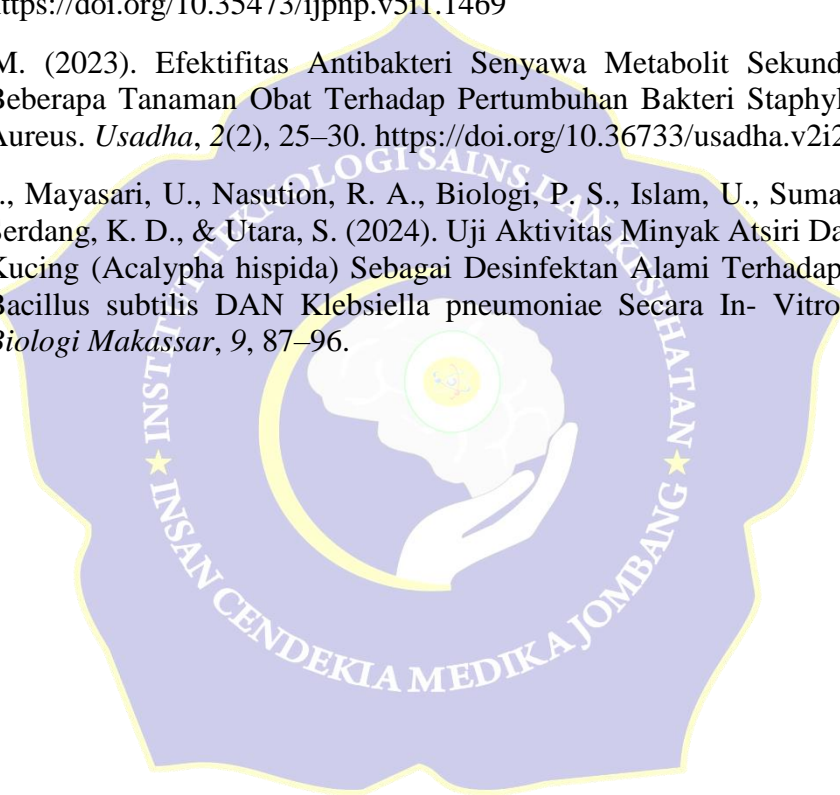 https://doi.org/10.35473/ijpnp.v5i1.1469
M. (2023). Efektifitas Antibakteri Senyawa Metabolit Sekund
Beberapa Tanaman Obat Terhadap Pertumbuhan Bakteri Staphyl
Aureus. Usadha, 2(2), 25–30. https://doi.org/10.36733/usadha.v2i2
., Mayasari, U., Nasution, R. A., Biologi, P. S., Islam, U., Suma
Serdang, K. D., & Utara, S. (2024). Uji Aktivitas Minyak Atsiri Da
Kucing (Acalypha hispida) Sebagai Desinfektan Alami Terhadap
Bacillus subtilis DAN Klebsiella pneumoniae Secara In- Vitro
Biologi Makassar, 9, 87–96.
INSTITUT TEKNOLOGI SAINS DAN KESEHATAN
INSAN CENDEKIA MEDIKA JOMBANG